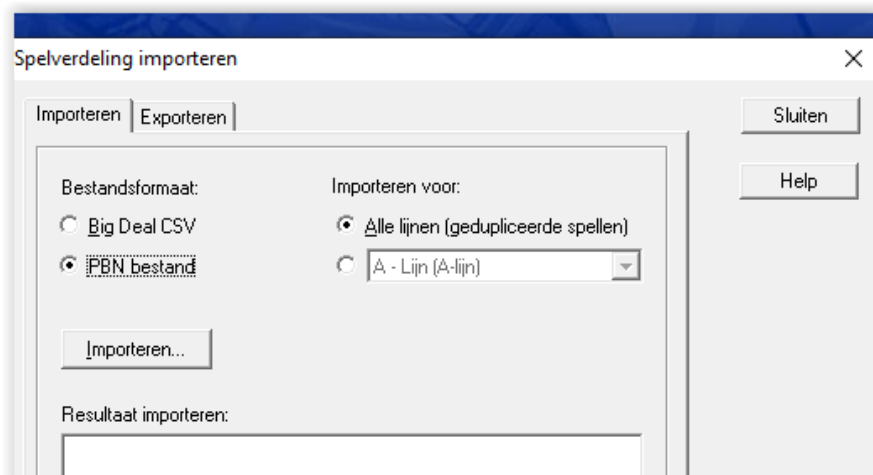 Spelverdeling importeren
Importeren Exporteren
Sluiten
Help
Bestandsformaat: Importeren voor:
Big Deal CSV Alle lijnen (gedupliceerde spellen)
PBN bestand A - Lijn (A-lijn)
Importeren...
Resultaat importeren: